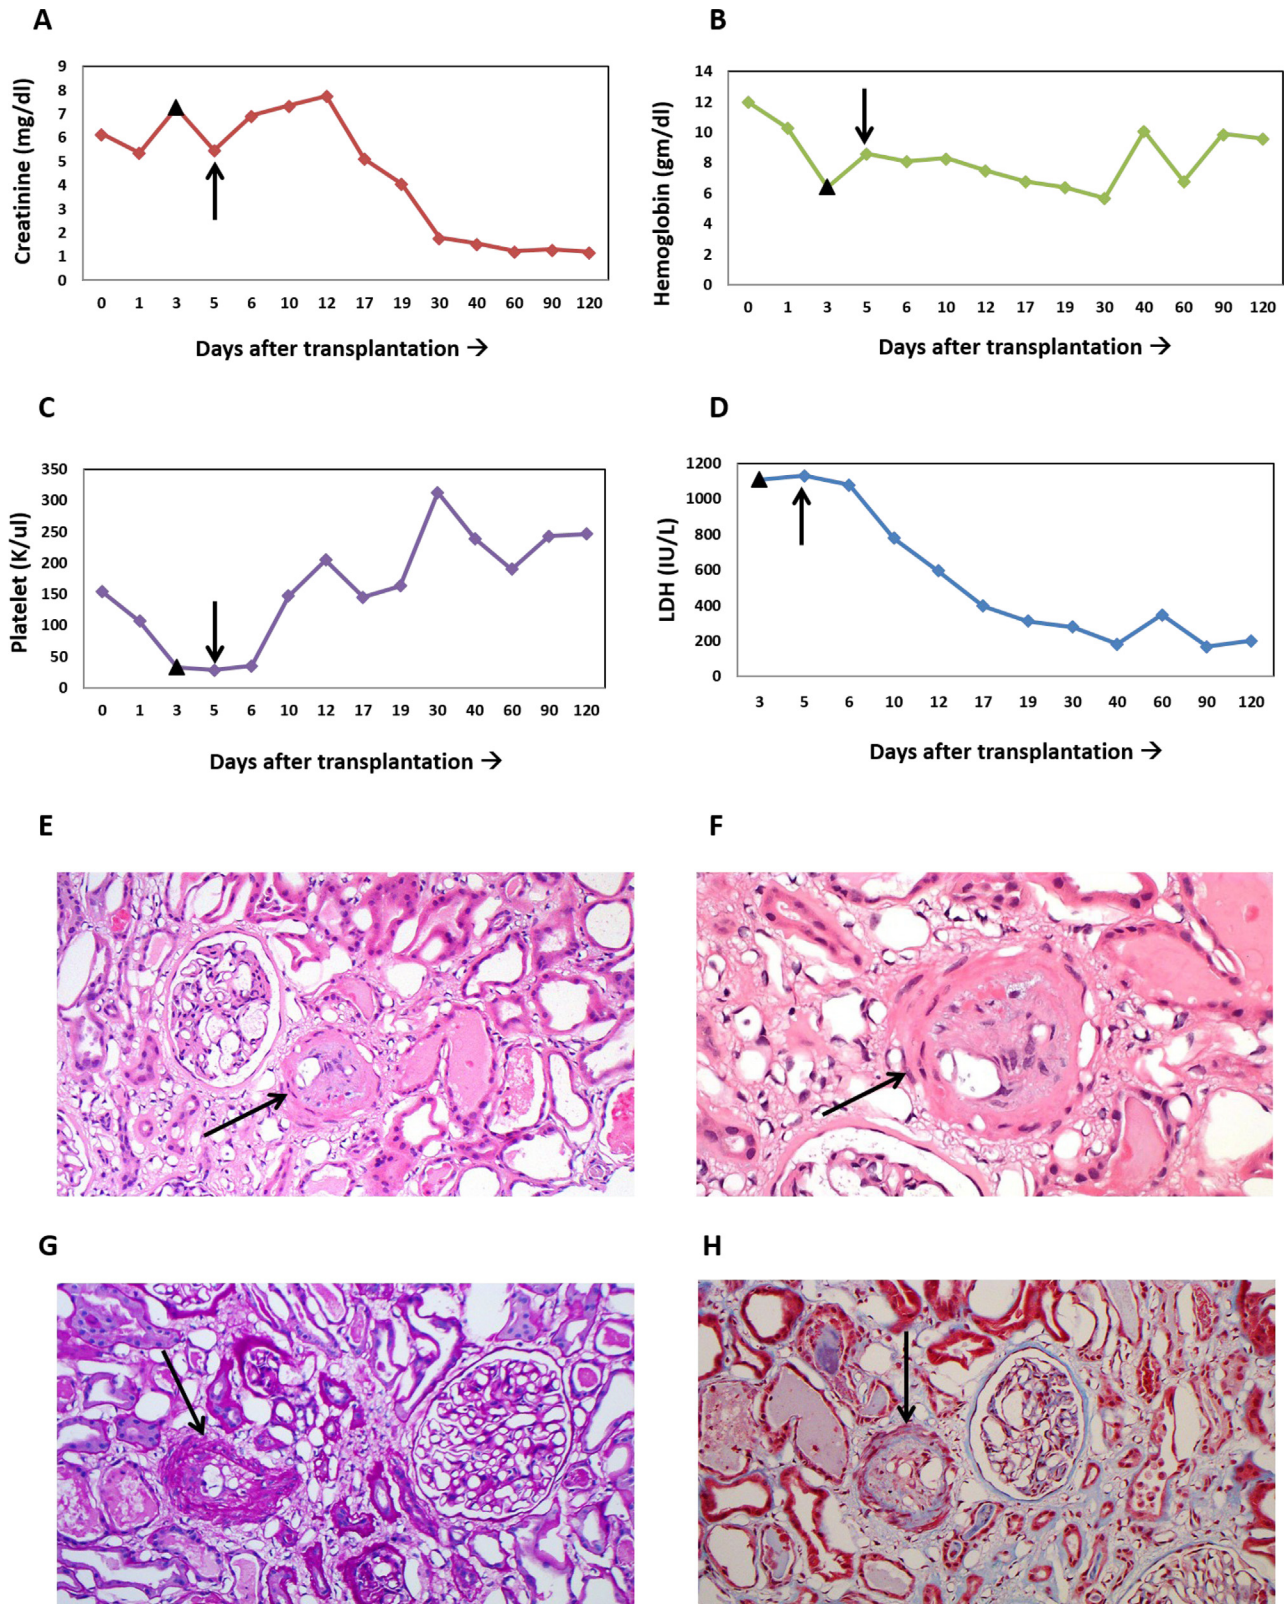 A
Creatinine (mg/dl)
9
8
7
6
5
4
3
2
1
0
0 1 3 5 6 10 12 17 19 30 40 60 90 120
Days after transplantation →
B
Hemoglobin (gm/dl)
14
12
10
8
6
4
2
0
0 1 3 5 6 10 12 17 19 30 40 60 90 120
Days after transplantation →
C
Platelet (K/ul)
350
300
250
200
150
100
50
0
0 1 3 5 6 10 12 17 19 30 40 60 90 120
Days after transplantation →
D
LDH (IU/L)
1200
1000
800
600
400
200
0
3 5 6 10 12 17 19 30 40 60 90 120
Days after transplantation →
E
F
G
H